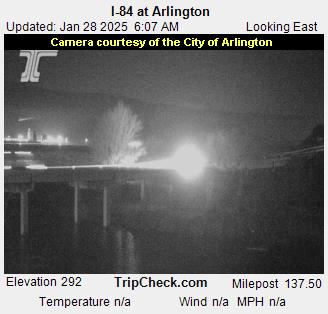 I-84 at Arlington
Updated: Jan 28 2025 6:07 AM Looking East
Camera courtesy of the City of Arlington
Elevation 292 TripCheck.com Milepost 137.50
Temperature n/a Wind n/a MPH n/a